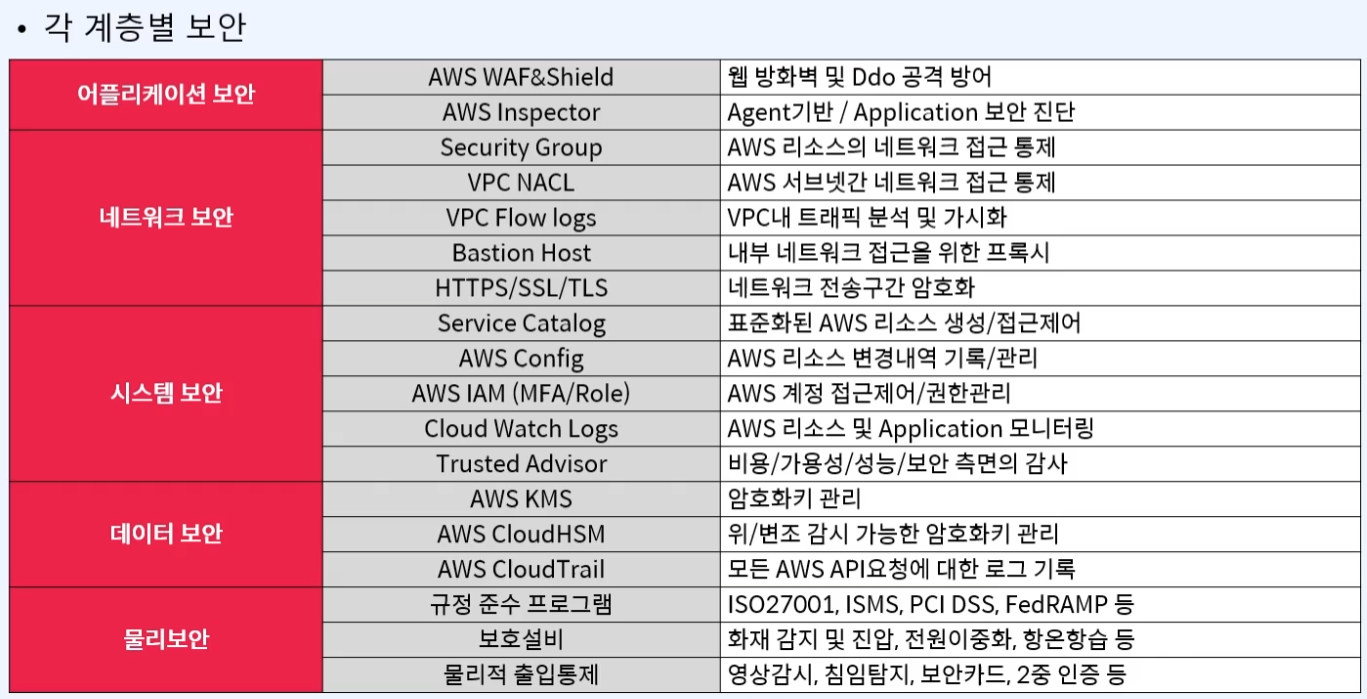 • 각 계층별 보안
어플리케이션 보안
AWS WAF&Shield 웹 방화벽 및 Ddo 공격 방어
AWS Inspector Agent기반 / Application 보안 진단
네트워크 보안
Security Group AWS 리소스의 네트워크 접근 통제
VPC NACL AWS 서브넷간 네트워크 접근 통제
VPC Flow logs VPC내 트래픽 분석 및 가시화
Bastion Host 내부 네트워크 접근을 위한 프록시
HTTPS/SSL/TLS 네트워크 전송구간 암호화
시스템 보안
Service Catalog 표준화된 AWS 리소스 생성/접근제어
AWS Config AWS 리소스 변경내역 기록/관리
AWS IAM (MFA/Role) AWS 계정 접근제어/권한관리
Cloud Watch Logs AWS 리소스 및 Application 모니터링
Trusted Advisor 비용/가용성/성능/보안 측면의 감사
데이터 보안
AWS KMS 암호화키 관리
AWS CloudHSM 위/변조 감시 가능한 암호화키 관리
AWS CloudTrail 모든 AWS API요청에 대한 로그 기록
물리보안
규정 준수 프로그램 ISO27001, ISMS, PCI DSS, FedRAMP 등
보호설비 화재 감지 및 진압, 전원이중화, 항온항습 등
물리적 출입통제 영상감시, 침임탐지, 보안카드, 2중 인증 등